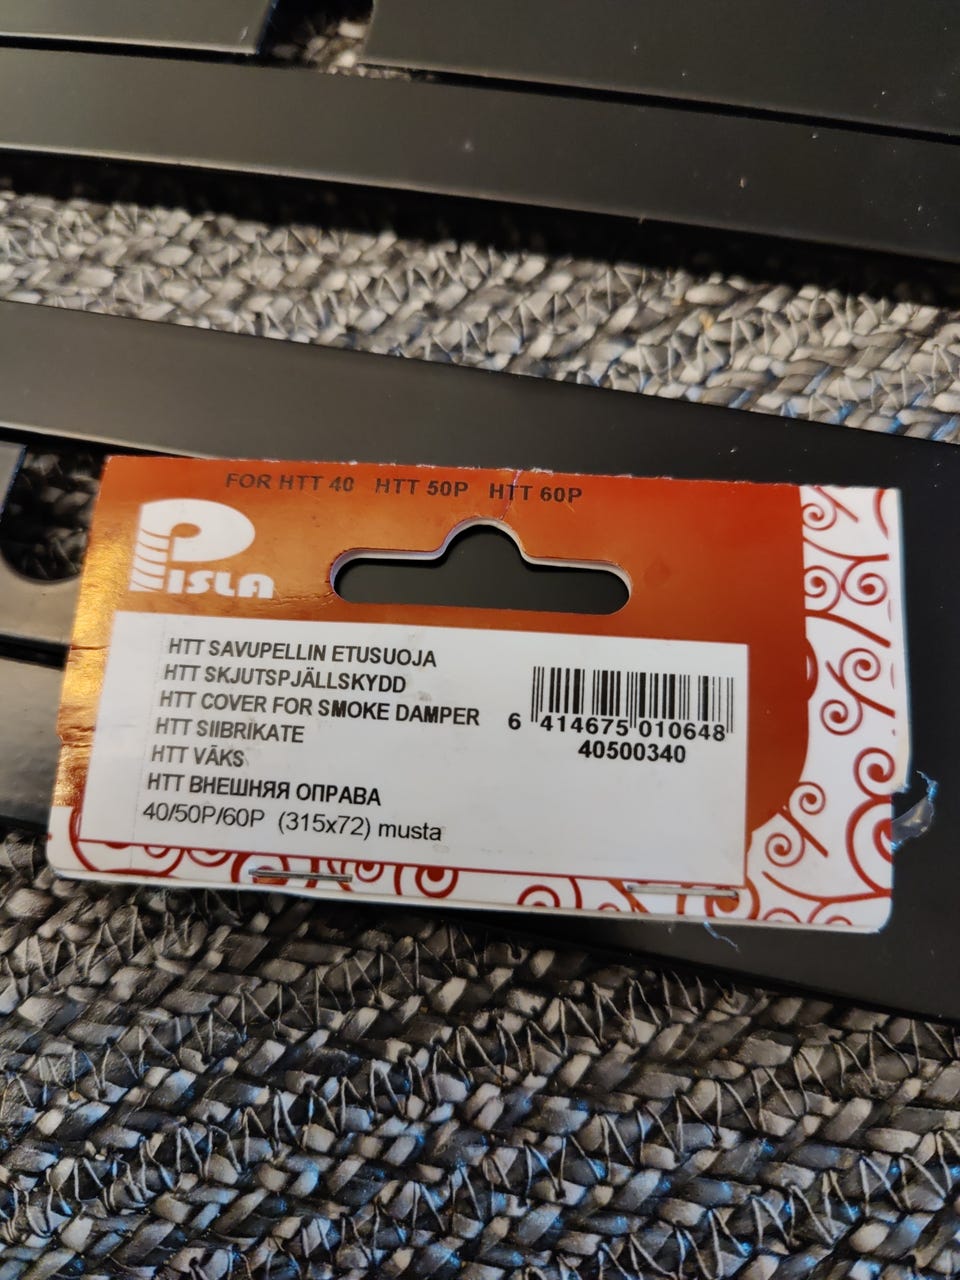 FOR HTT 40 HTT 50P HTT 60P
PISLA
HTT SAVUPELLIN ETUSUOJA
HTT SKJUTSPJÄLLSKYDD
HTT COVER FOR SMOKE DAMPER
HTT SIIBRIKATE
HTT VĀKS
HTT ВНЕШНЯЯ ОПРАВА
40/50P/60P (315x72) musta
6 414675 010648
40500340